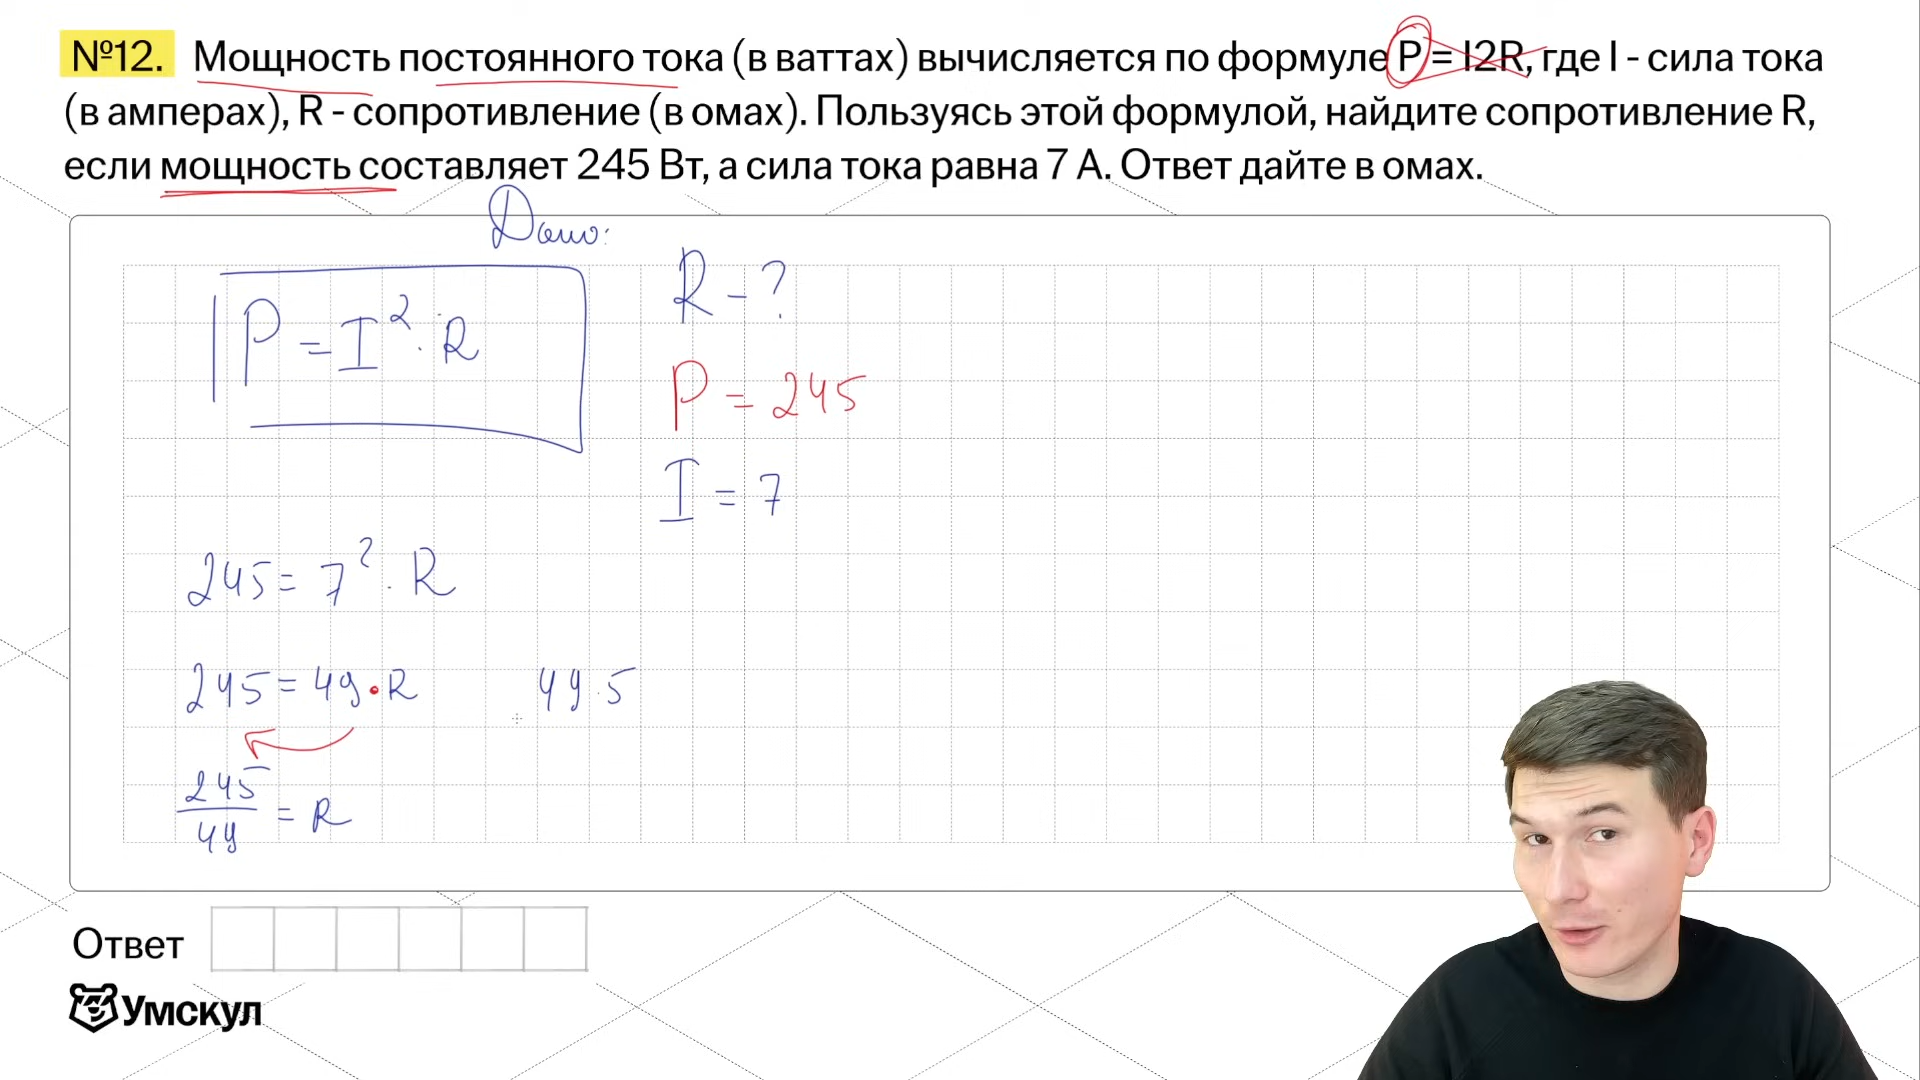 №12. Мощность постоянного тока (в ваттах) вычисляется по формуле P = I2R, где I - сила тока
(в амперах), R - сопротивление (в омах). Пользуясь этой формулой, найдите сопротивление R,
если мощность составляет 245 Вт, а сила тока равна 7 А. Ответ дайте в омах.
Дано:
P = I² · R
R - ?
P = 245
I = 7
245 = 7² · R
245 = 49 · R
49 · 5
245/49 = R
Ответ
Умскул